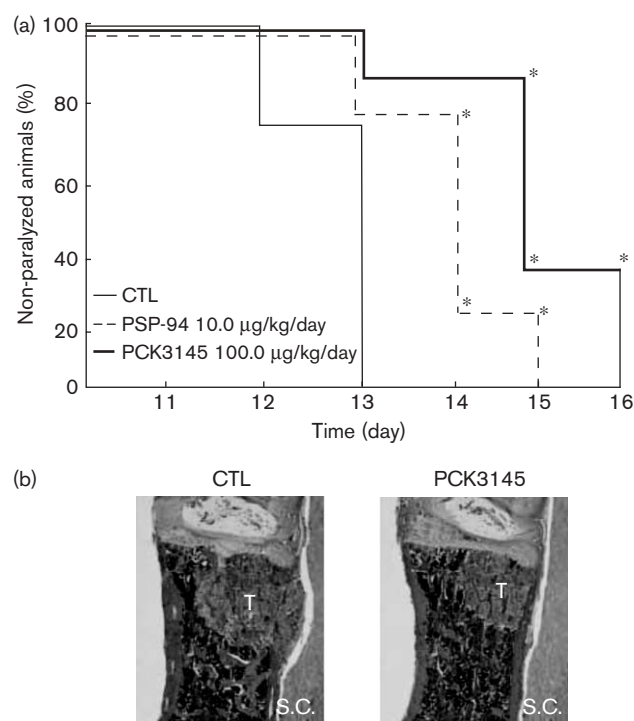 (a)
100
80
60
40
20
0
Non-paralyzed animals (%)
*
*
*
*
*
*
CTL
PSP-94 10.0 µg/kg/day
PCK3145 100.0 µg/kg/day
11 12 13 14 15 16
Time (day)
(b)
CTL PCK3145
T T
S.C. S.C.